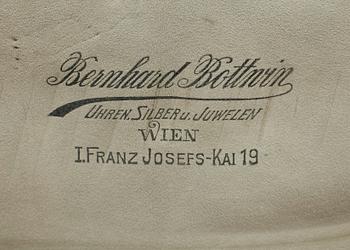 Bernhard Bottwin
UHREN, SILBER U. JUWELEN
WIEN
I. FRANZ JOSEFS-KAI 19